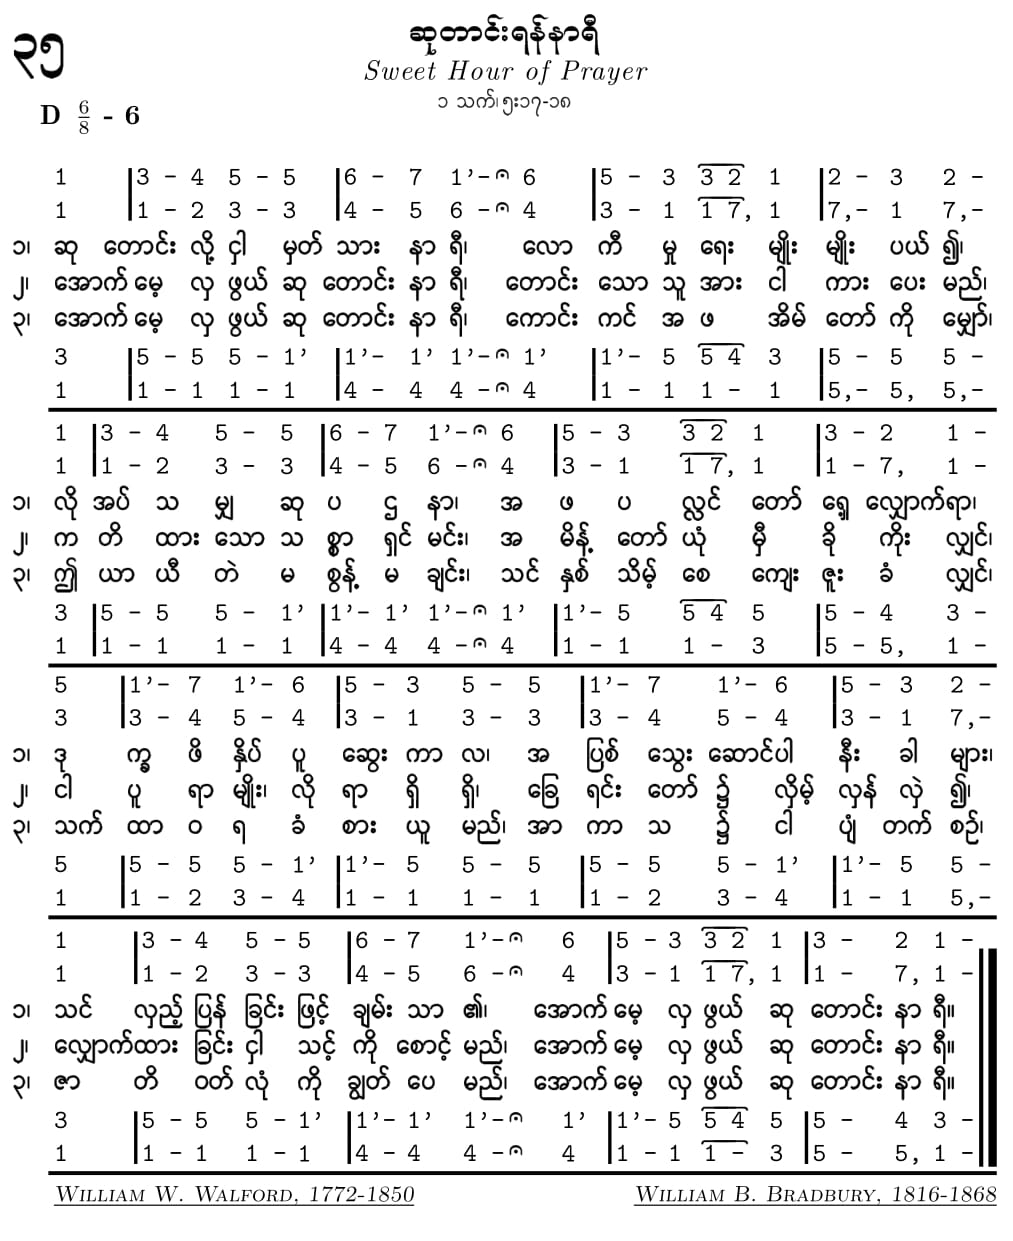 ၃၅
ဆုတာင်းရန်နာရီ
Sweet Hour of Prayer
၁ သက်၊၅း၁၇-၁၈
D 6/8 - 6
1 |3 – 4 5 – 5 |6 – 7 1’–𝄐 6 |5 – 3 3 2 1 |2 – 3 2 –
1 |1 – 2 3 – 3 |4 – 5 6 –𝄐 4 |3 – 1 1 7, 1 |7,– 1 7,–
၁၊ ဆု တောင်း လို့ ငှါ မှတ် သား နာ ရီ၊ လော ကီ မှု ရေး မျိုး မျိုး ပယ် ၍၊
၂၊ အောက် မေ့ လှ ဖွယ် ဆု တောင်း နာ ရီ၊ တောင်း သော သူ အား ငါ ကား ပေး မည်၊
၃၊ အောက် မေ့ လှ ဖွယ် ဆု တောင်း နာ ရီ၊ ကောင်း ကင် အ ဖ အိမ် တော် ကို မျှော်၊
3 |5 – 5 5 – 1’ |1’– 1’ 1’–𝄐 1’ |1’– 5 5 4 3 |5 – 5 5 –
1 |1 – 1 1 – 1 |4 – 4 4 –𝄐 4 |1 – 1 1 – 1 |5,– 5, 5,–
1 |3 – 4 5 – 5 |6 – 7 1’–𝄐 6 |5 – 3 3 2 1 |3 – 2 1 –
1 |1 – 2 3 – 3 |4 – 5 6 –𝄐 4 |3 – 1 1 7, 1 |1 – 7, 1 –
၁၊ လို အပ် သ မျှ ဆု ပ ဌ နာ၊ အ ဖ ပ လ္လင် တော် ရှေ့ လျှောက်ရာ၊
၂၊ က တိ ထား သော သ စ္စာ ရှင် မင်း၊ အ မိန့် တော် ယုံ မှီ ခို ကိုး လျှင်၊
၃၊ ဤ ယာ ယီ တဲ မ စွန့် မ ချင်း၊ သင် နှစ် သိမ့် စေ ကျေး ဇူး ခံ လျှင်၊
3 |5 – 5 5 – 1’ |1’– 1’ 1’–𝄐 1’ |1’– 5 5 4 5 |5 – 4 3 –
1 |1 – 1 1 – 1 |4 – 4 4 –𝄐 4 |1 – 1 1 – 3 |5 – 5, 1 –
5 |1’– 7 1’– 6 |5 – 3 5 – 5 |1’– 7 1’– 6 |5 – 3 2 –
3 |3 – 4 5 – 4 |3 – 1 3 – 3 |3 – 4 5 – 4 |3 – 1 7,–
၁၊ ဒု က္ခ ဖိ နှိပ် ပူ ဆွေး ကာ လ၊ အ ပြစ် သွေး ဆောင်ပါ နီး ခါ များ၊
၂၊ ငါ ပူ ရာ မျိုး၊ လို ရာ ရှိ ရှိ၊ ခြေ ရင်း တော် ၌ လှိမ့် လှန် လှဲ ၍၊
၃၊ သက် ထာ ဝ ရ ခံ စား ယူ မည်၊ အာ ကာ သ ၌ ငါ ပျံ တက် စဉ်၊
5 |5 – 5 5 – 1’ |1’– 5 5 – 5 |5 – 5 5 – 1’ |1’– 5 5 –
1 |1 – 2 3 – 4 |1 – 1 1 – 1 |1 – 2 3 – 4 |1 – 1 5,–
1 |3 – 4 5 – 5 |6 – 7 1’–𝄐 6 |5 – 3 3 2 1 |3 – 2 1 –
1 |1 – 2 3 – 3 |4 – 5 6 –𝄐 4 |3 – 1 1 7, 1 |1 – 7, 1 –
၁၊ သင် လှည့် ပြန် ခြင်း ဖြင့် ချမ်း သာ ၏၊ အောက် မေ့ လှ ဖွယ် ဆု တောင်း နာ ရီ။
၂၊ လျှောက်ထား ခြင်း ငှါ သင့် ကို စောင့် မည်၊ အောက် မေ့ လှ ဖွယ် ဆု တောင်း နာ ရီ။
၃၊ ဇာ တိ ဝတ် လုံ ကို ချွတ် ပေ မည်၊ အောက် မေ့ လှ ဖွယ် ဆု တောင်း နာ ရီ။
3 |5 – 5 5 – 1’ |1’– 1’ 1’–𝄐 1’ |1’– 5 5 4 5 |5 – 4 3 –
1 |1 – 1 1 – 1 |4 – 4 4 –𝄐 4 |1 – 1 1 – 3 |5 – 5, 1 –
William W. Walford, 1772-1850 William B. Bradbury, 1816-1868